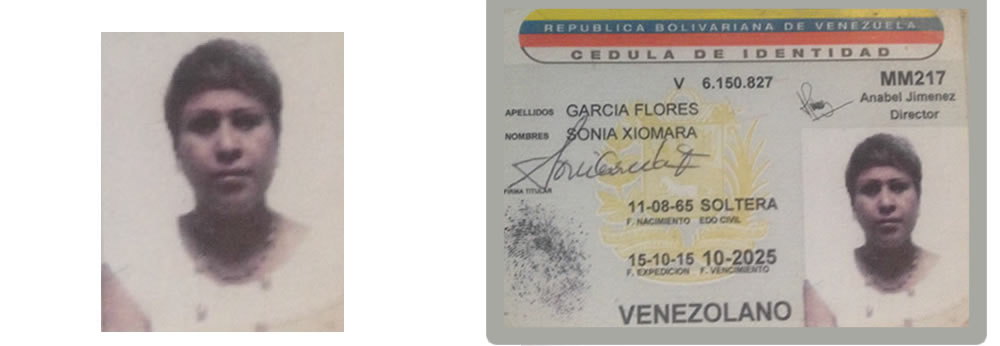 REPUBLICA BOLIVARIANA DE VENEZUELA
CEDULA DE IDENTIDAD
V 6.150.827
MM217
Anabel Jimenez
Director
APELLIDOS GARCIA FLORES
NOMBRES SONIA XIOMARA
FIRMA TITULAR
11-08-65 SOLTERA
F. NACIMIENTO EDO CIVIL
15-10-15 10-2025
F. EXPEDICION F. VENCIMIENTO
VENEZOLANO